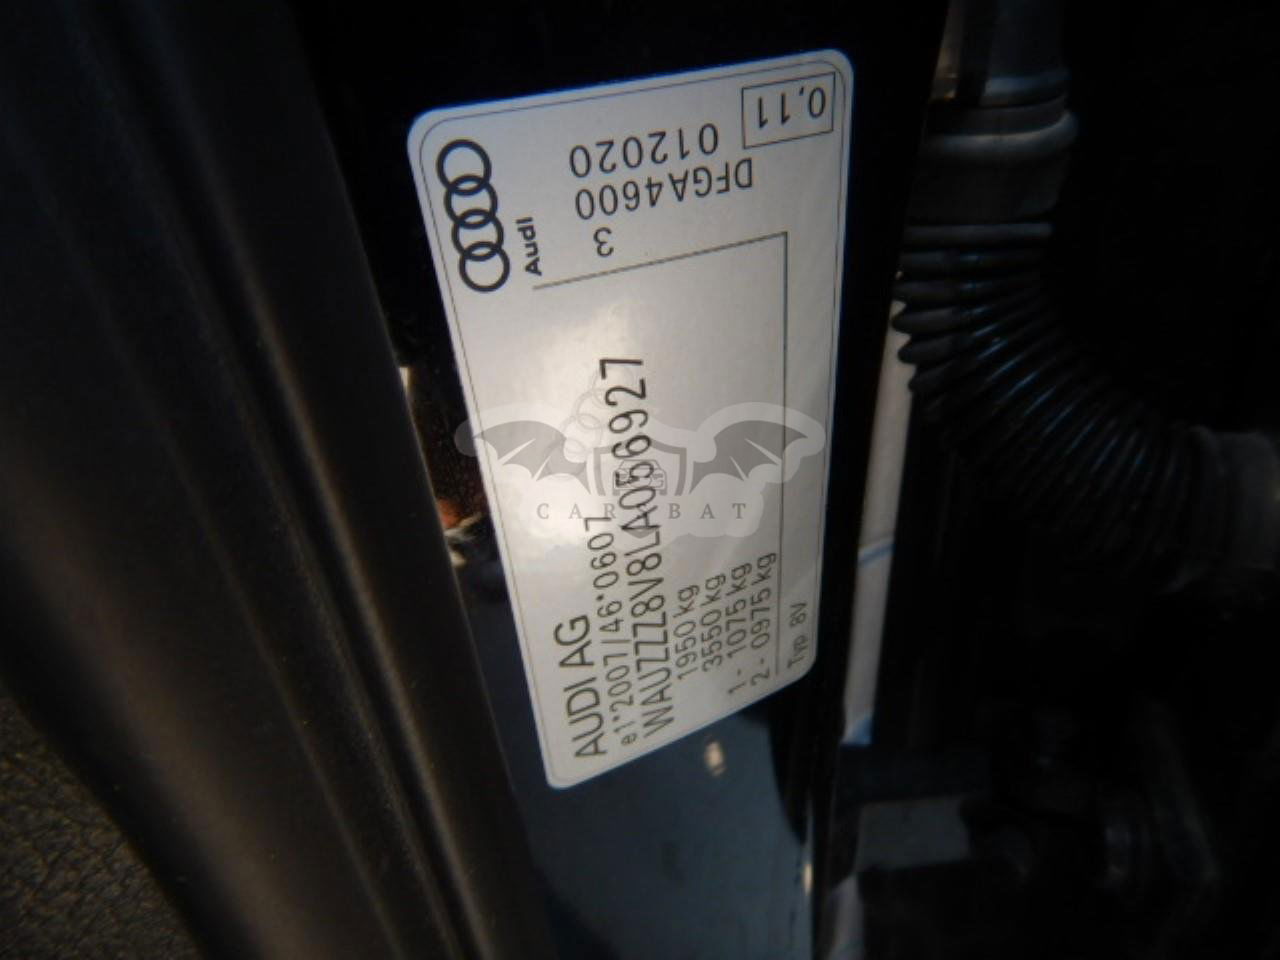 AUDI AG
e1*2007/46*0607
WAUZZZ8V8LA056927
1950 kg
3550 kg
1- 1075 kg
2- 0975 kg
Typ 8V
Audi
3
DFGA4600
012020
0,11
CARABAT